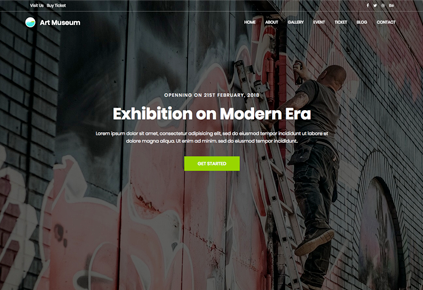 Visit Us Buy Ticket
Art Museum
HOME ABOUT GALLERY EVENT TICKET BLOG CONTACT
OPENNING ON 21ST FEBRUARY, 2018
Exhibition on Modern Era
Lorem ipsum dolor sit amet, consectetur adipisicing elit, sed do eiusmod tempor incididunt ut labore et
dolore magna aliqua. Ut enim ad minim. sed do eiusmod tempor incididunt.
GET STARTED